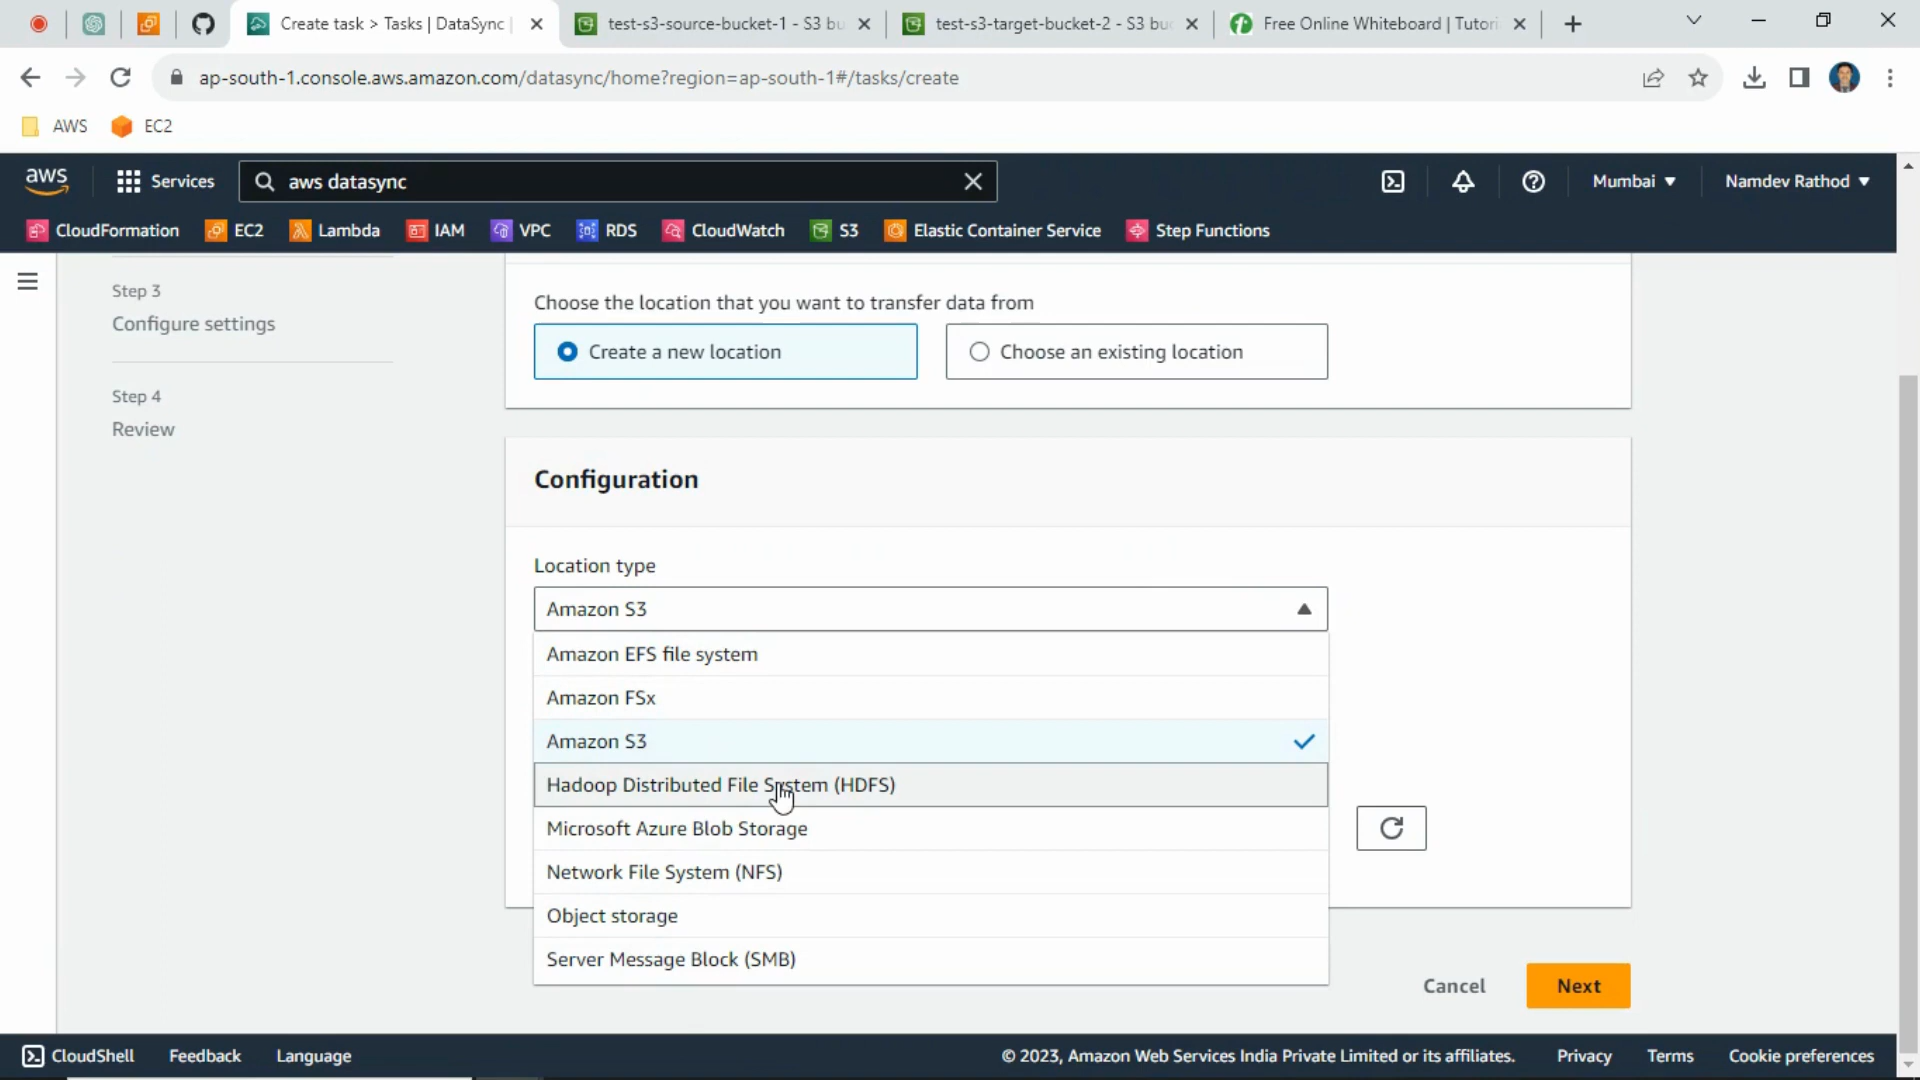 Create task > Tasks | DataSync |
test-s3-source-bucket-1 - S3 bu
test-s3-target-bucket-2 - S3 buc
Free Online Whiteboard | Tutori
ap-south-1.console.aws.amazon.com/datasync/home?region=ap-south-1#/tasks/create
AWS
EC2
aws
Services
aws datasync
Mumbai
Namdev Rathod
CloudFormation
EC2
Lambda
IAM
VPC
RDS
CloudWatch
S3
Elastic Container Service
Step Functions
Step 3
Configure settings
Step 4
Review
Choose the location that you want to transfer data from
Create a new location
Choose an existing location
Configuration
Location type
Amazon S3
Amazon EFS file system
Amazon FSx
Amazon S3
Hadoop Distributed File System (HDFS)
Microsoft Azure Blob Storage
Network File System (NFS)
Object storage
Server Message Block (SMB)
Cancel
Next
CloudShell
Feedback
Language
© 2023, Amazon Web Services India Private Limited or its affiliates.
Privacy
Terms
Cookie preferences